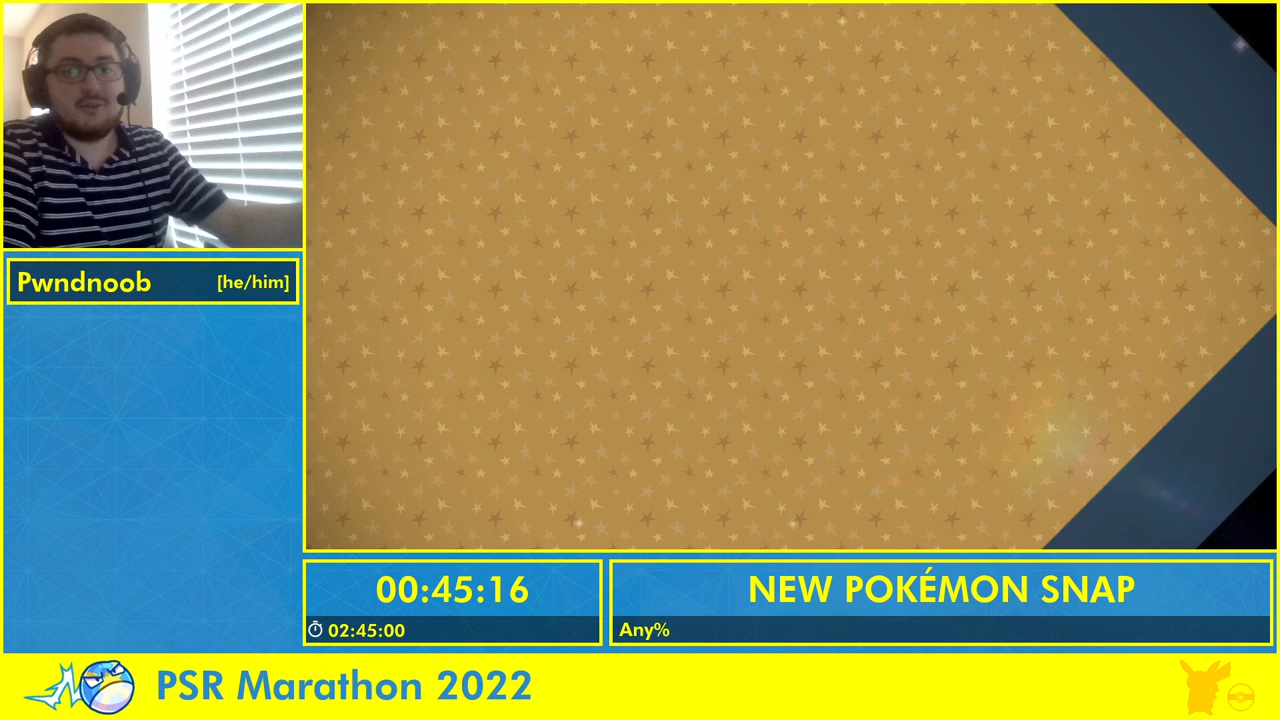 Pwndnoob
[he/him]
00:45:16
02:45:00
NEW POKÉMON SNAP
Any%
PSR Marathon 2022